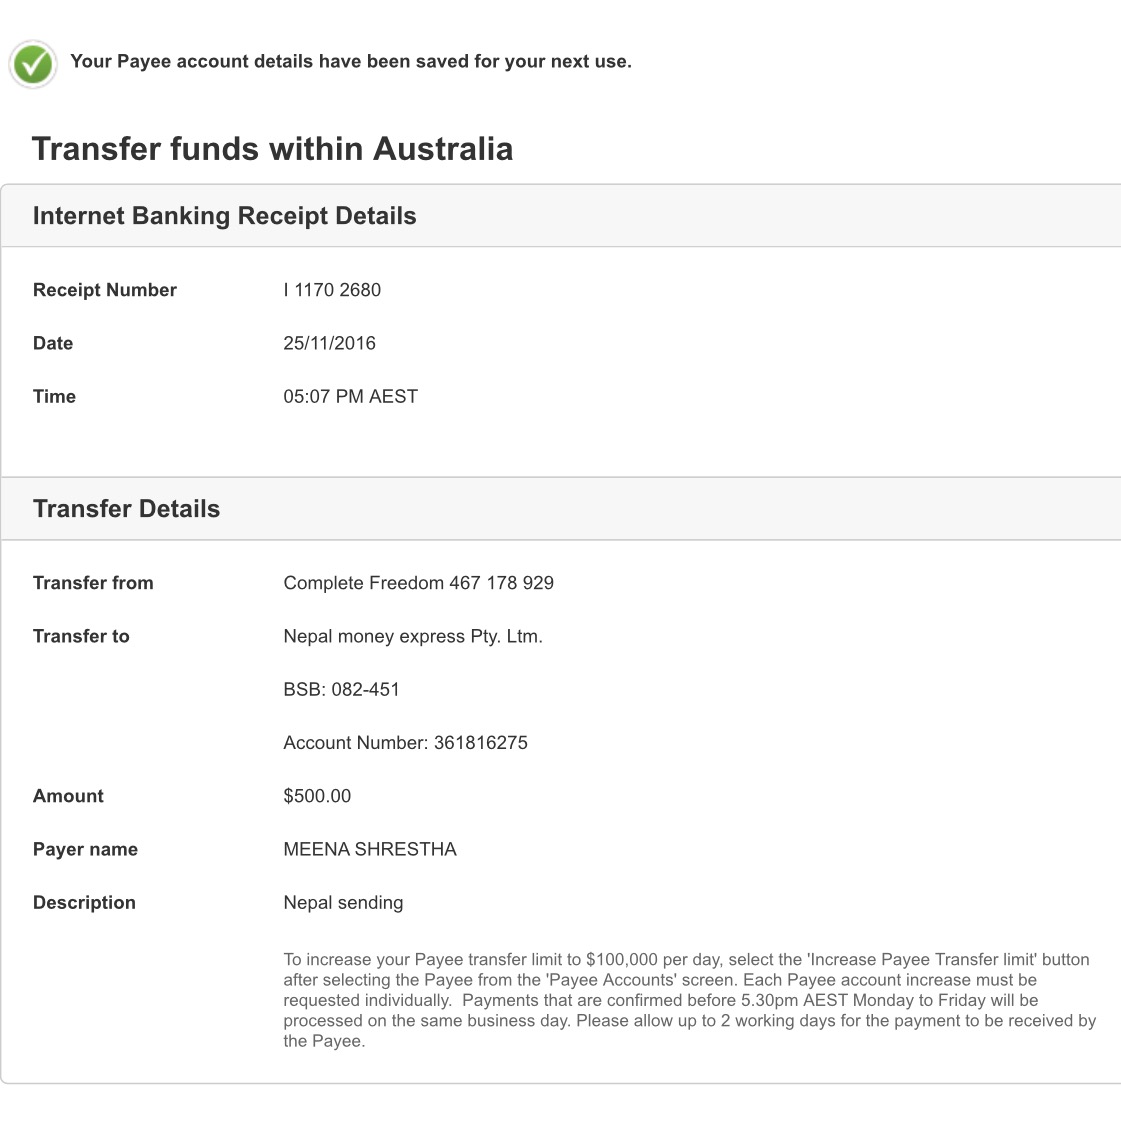 Your Payee account details have been saved for your next use.
Transfer funds within Australia
Internet Banking Receipt Details
Receipt Number I 1170 2680
Date 25/11/2016
Time 05:07 PM AEST
Transfer Details
Transfer from Complete Freedom 467 178 929
Transfer to Nepal money express Pty. Ltm.
BSB: 082-451
Account Number: 361816275
Amount $500.00
Payer name MEENA SHRESTHA
Description Nepal sending
To increase your Payee transfer limit to $100,000 per day, select the 'Increase Payee Transfer limit' button
after selecting the Payee from the 'Payee Accounts' screen. Each Payee account increase must be
requested individually.  Payments that are confirmed before 5.30pm AEST Monday to Friday will be
processed on the same business day. Please allow up to 2 working days for the payment to be received by
the Payee.